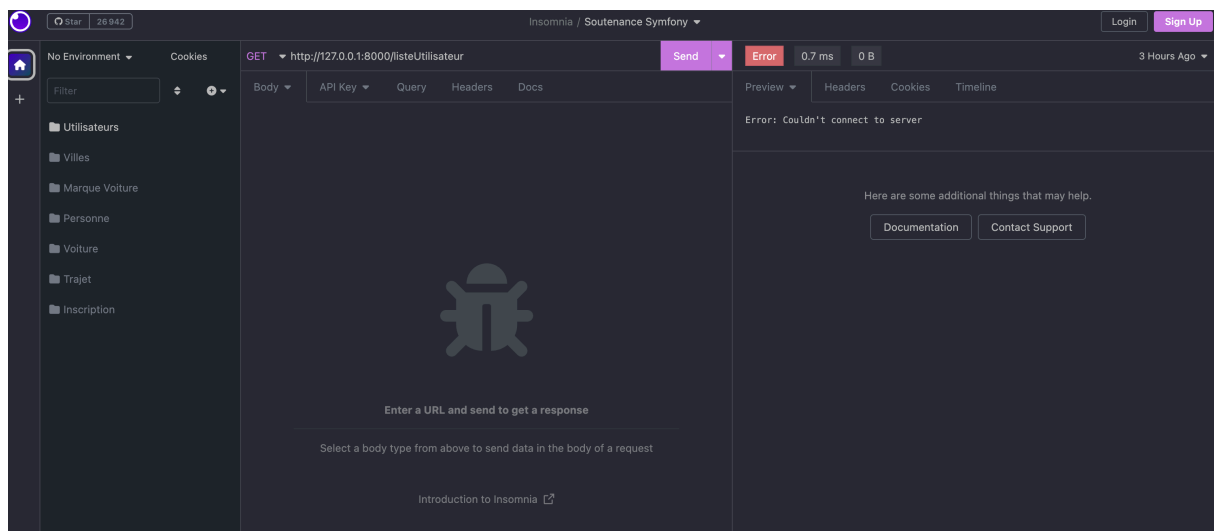 Star 26 942
Insomnia / Soutenance Symfony
Login Sign Up
No Environment Cookies
GET http://127.0.0.1:8000/listeUtilisateur Send
Error 0.7 ms 0 B 3 Hours Ago
Filter
Body API Key Query Headers Docs
Preview Headers Cookies Timeline
Error: Couldn't connect to server
Utilisateurs
Villes
Marque Voiture
Personne
Voiture
Trajet
Inscription
Here are some additional things that may help.
Documentation Contact Support
Enter a URL and send to get a response
Select a body type from above to send data in the body of a request
Introduction to Insomnia